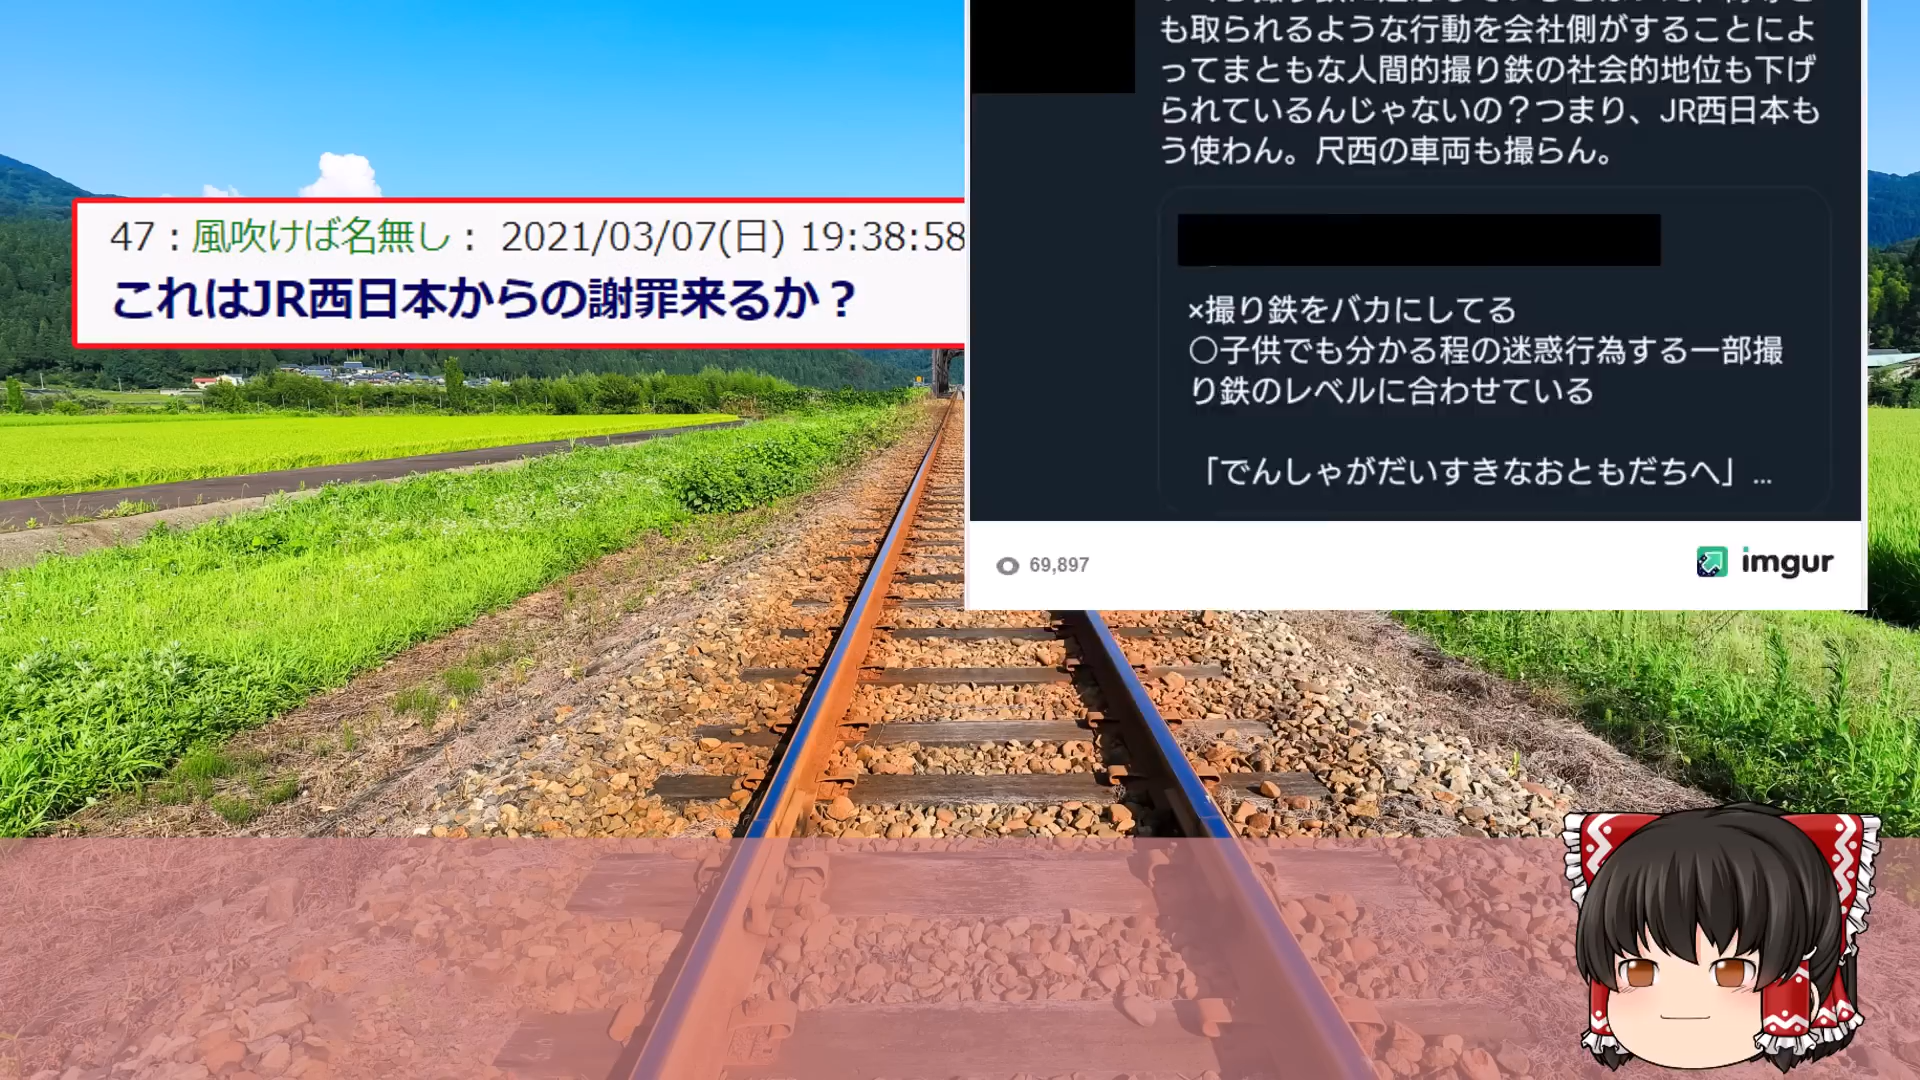 47：風吹けば名無し： 2021/03/07(日) 19:38:58
これはJR西日本からの謝罪来るか？
も取られるような行動を会社側がすることによ
ってまともな人間的撮り鉄の社会的地位も下げ
られているんじゃないの？つまり、JR西日本も
う使わん。尺西の車両も撮らん。
×撮り鉄をバカにしてる
〇子供でも分かる程の迷惑行為する一部撮
り鉄のレベルに合わせている
「でんしゃがだいすきなおともだちへ」...
69,897
imgur